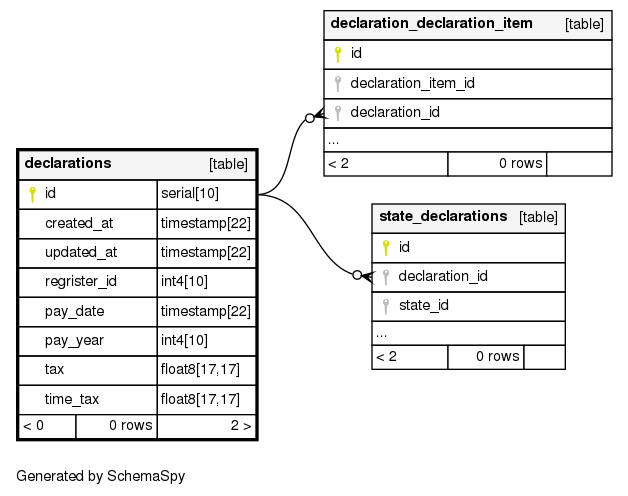 declaration_declaration_item [table]
id
declaration_item_id
declaration_id
...
< 2 0 rows
declarations [table]
id serial[10]
created_at timestamp[22]
updated_at timestamp[22]
regrister_id int4[10]
pay_date timestamp[22]
pay_year int4[10]
tax float8[17,17]
time_tax float8[17,17]
< 0 0 rows 2 >
state_declarations [table]
id
declaration_id
state_id
...
< 2 0 rows
Generated by SchemaSpy